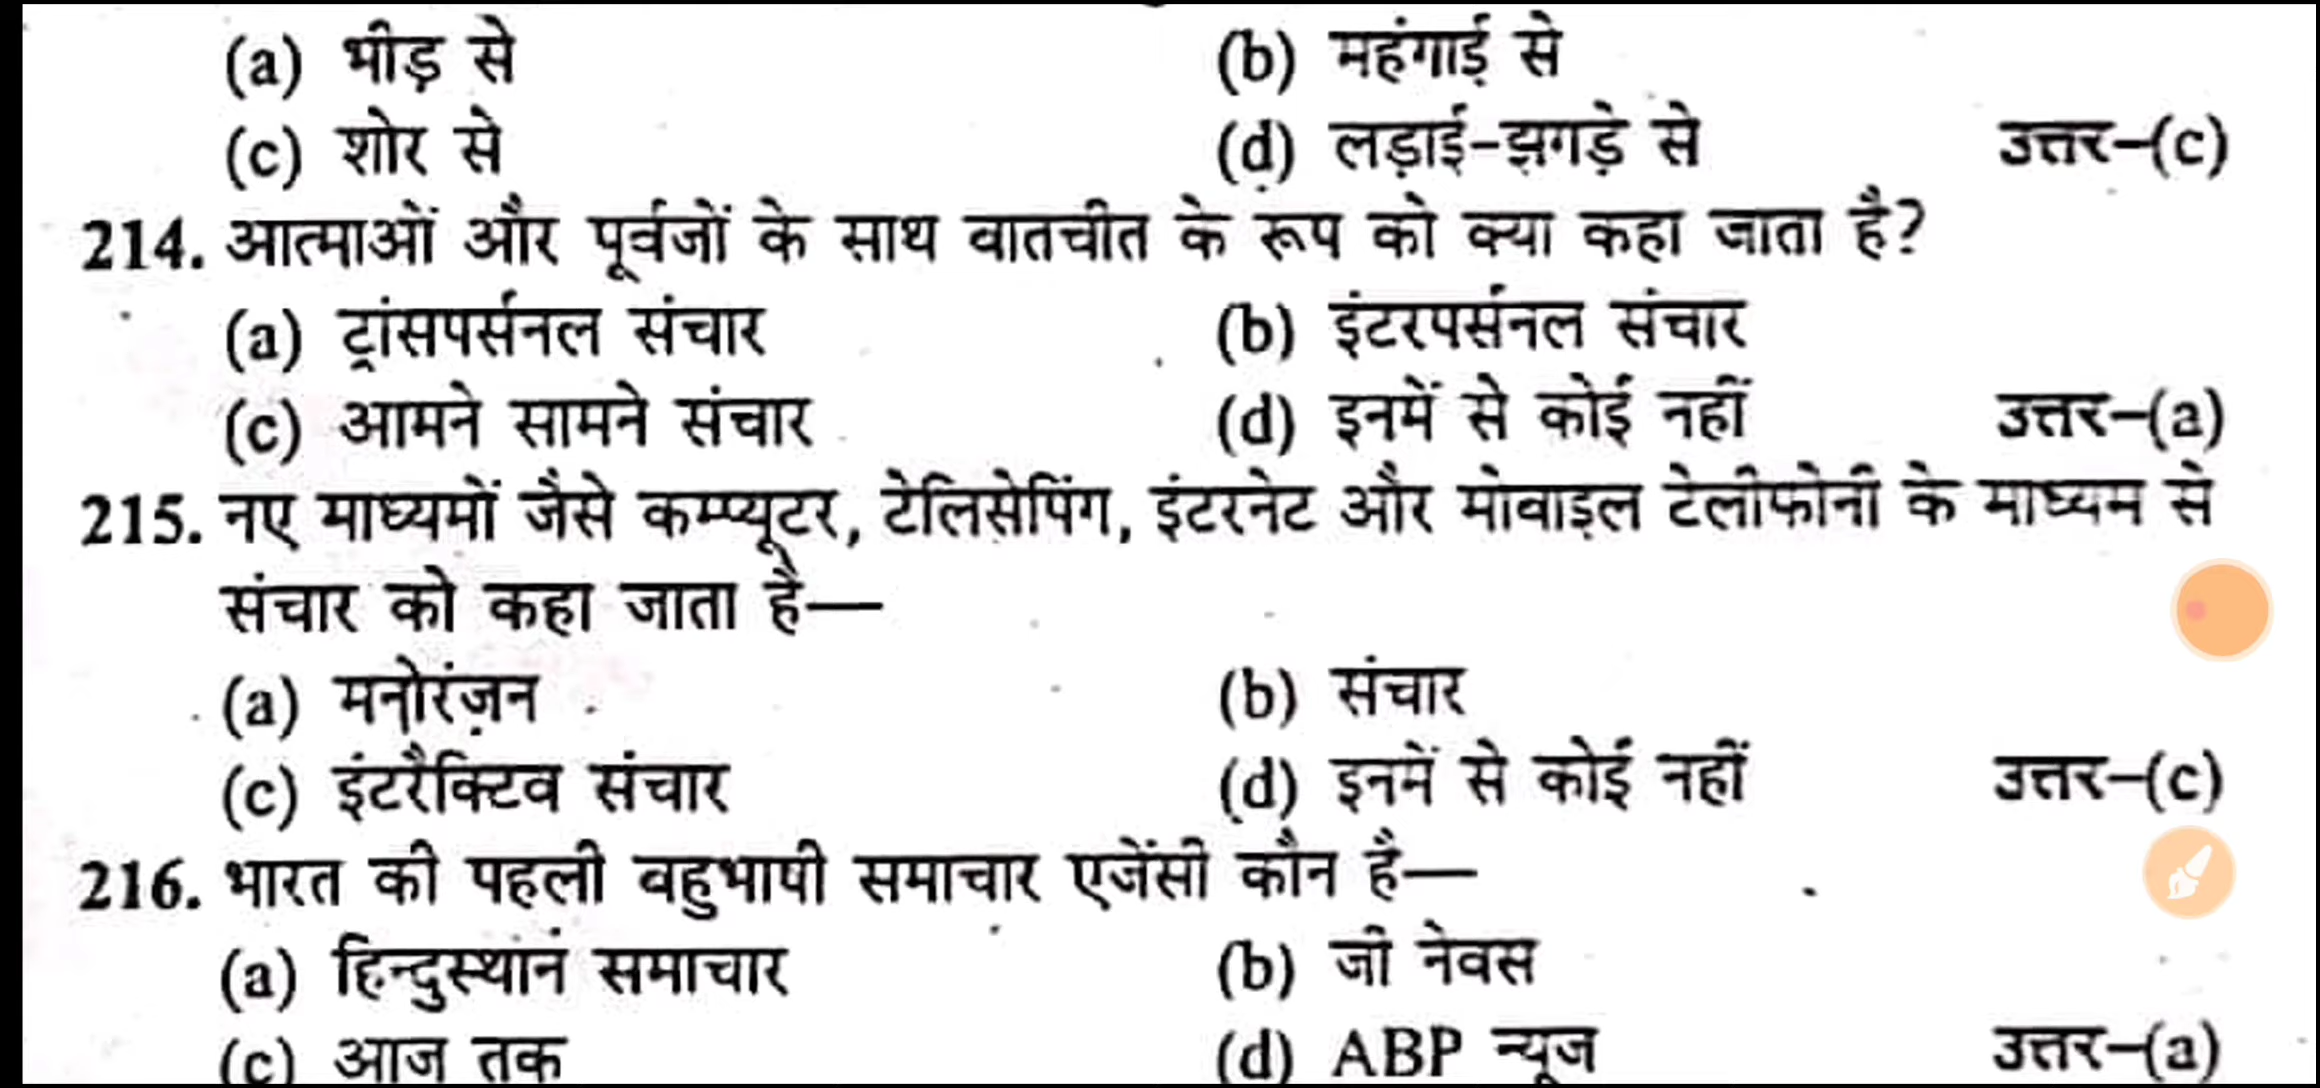 (a) भीड़ से (b) महंगाई से
(c) शोर से (d) लड़ाई-झगड़े से उत्तर-(c)
214. आत्माओं और पूर्वजों के साथ बातचीत के रूप को क्या कहा जाता है?
(a) ट्रांसपर्सनल संचार (b) इंटरपर्सनल संचार
(c) आमने सामने संचार (d) इनमें से कोई नहीं उत्तर-(a)
215. नए माध्यमों जैसे कम्प्यूटर, टेलिसेपिंग, इंटरनेट और मोबाइल टेलीफोनी के माध्यम से
संचार को कहा जाता है—
(a) मनोरंजन (b) संचार
(c) इंटरैक्टिव संचार (d) इनमें से कोई नहीं उत्तर-(c)
216. भारत की पहली बहुभाषी समाचार एजेंसी कौन है—
(a) हिन्दुस्थान समाचार (b) जी नेवस
(c) आज तक (d) ABP न्यूज उत्तर-(a)